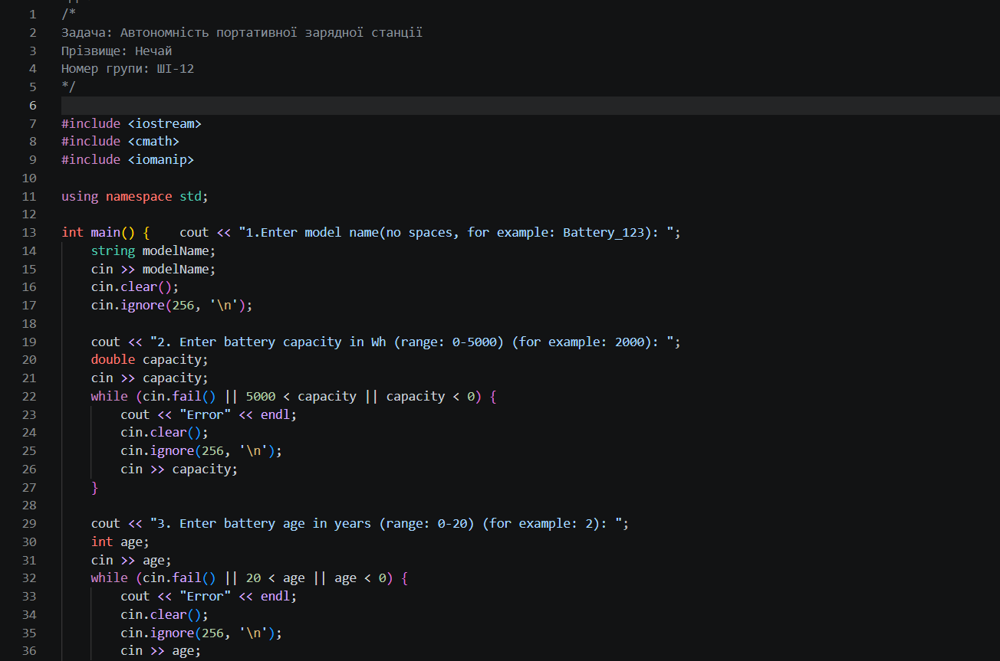 1 /*
2 Задача: Автономність портативної зарядної станції
3 Прізвище: Нечай
4 Номер групи: ШІ-12
5 */
6
7 #include <iostream>
8 #include <cmath>
9 #include <iomanip>
10
11 using namespace std;
12
13 int main() {    cout << "1.Enter model name(no spaces, for example: Battery_123): ";
14     string modelName;
15     cin >> modelName;
16     cin.clear();
17     cin.ignore(256, '\n');
18
19     cout << "2. Enter battery capacity in Wh (range: 0-5000) (for example: 2000): ";
20     double capacity;
21     cin >> capacity;
22     while (cin.fail() || 5000 < capacity || capacity < 0) {
23         cout << "Error" << endl;
24         cin.clear();
25         cin.ignore(256, '\n');
26         cin >> capacity;
27     }
28
29     cout << "3. Enter battery age in years (range: 0-20) (for example: 2): ";
30     int age;
31     cin >> age;
32     while (cin.fail() || 20 < age || age < 0) {
33         cout << "Error" << endl;
34         cin.clear();
35         cin.ignore(256, '\n');
36         cin >> age;